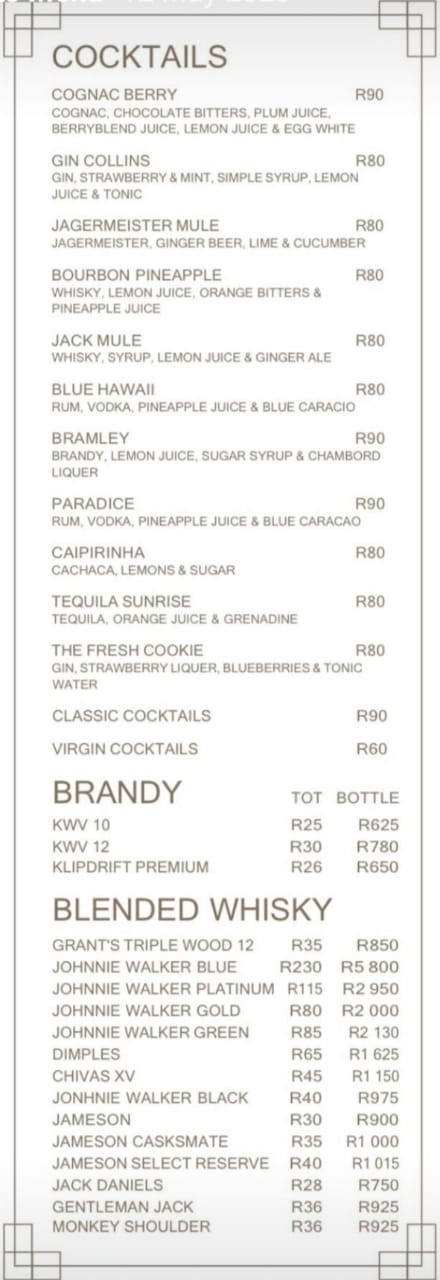 COCKTAILS
COGNAC BERRY R90
COGNAC, CHOCOLATE BITTERS, PLUM JUICE,
BERRYBLEND JUICE, LEMON JUICE & EGG WHITE
GIN COLLINS R80
GIN, STRAWBERRY & MINT, SIMPLE SYRUP, LEMON
JUICE & TONIC
JAGERMEISTER MULE R80
JAGERMEISTER, GINGER BEER, LIME & CUCUMBER
BOURBON PINEAPPLE R80
WHISKY, LEMON JUICE, ORANGE BITTERS &
PINEAPPLE JUICE
JACK MULE R80
WHISKY, SYRUP, LEMON JUICE & GINGER ALE
BLUE HAWAII R80
RUM, VODKA, PINEAPPLE JUICE & BLUE CARACIO
BRAMLEY R90
BRANDY, LEMON JUICE, SUGAR SYRUP & CHAMBORD
LIQUER
PARADICE R90
RUM, VODKA, PINEAPPLE JUICE & BLUE CARACAO
CAIPIRINHA R80
CACHACA, LEMONS & SUGAR
TEQUILA SUNRISE R80
TEQUILA, ORANGE JUICE & GRENADINE
THE FRESH COOKIE R80
GIN, STRAWBERRY LIQUER, BLUEBERRIES & TONIC
WATER
CLASSIC COCKTAILS R90
VIRGIN COCKTAILS R60
BRANDY TOT BOTTLE
KWV 10 R25 R625
KWV 12 R30 R780
KLIPDRIFT PREMIUM R26 R650
BLENDED WHISKY
GRANT'S TRIPLE WOOD 12 R35 R850
JOHNNIE WALKER BLUE R230 R5 800
JOHNNIE WALKER PLATINUM R115 R2 950
JOHNNIE WALKER GOLD R80 R2 000
JOHNNIE WALKER GREEN R85 R2 130
DIMPLES R65 R1 625
CHIVAS XV R45 R1 150
JONHNIE WALKER BLACK R40 R975
JAMESON R30 R900
JAMESON CASKSMATE R35 R1 000
JAMESON SELECT RESERVE R40 R1 015
JACK DANIELS R28 R750
GENTLEMAN JACK R36 R925
MONKEY SHOULDER R36 R925